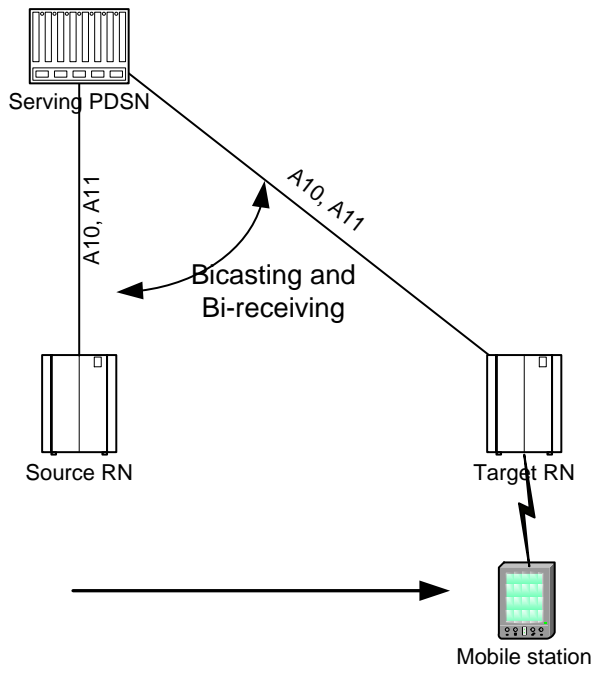 Serving PDSN
A10, A11
A10, A11
Bicasting and
Bi-receiving
Source RN
Target RN
Mobile station